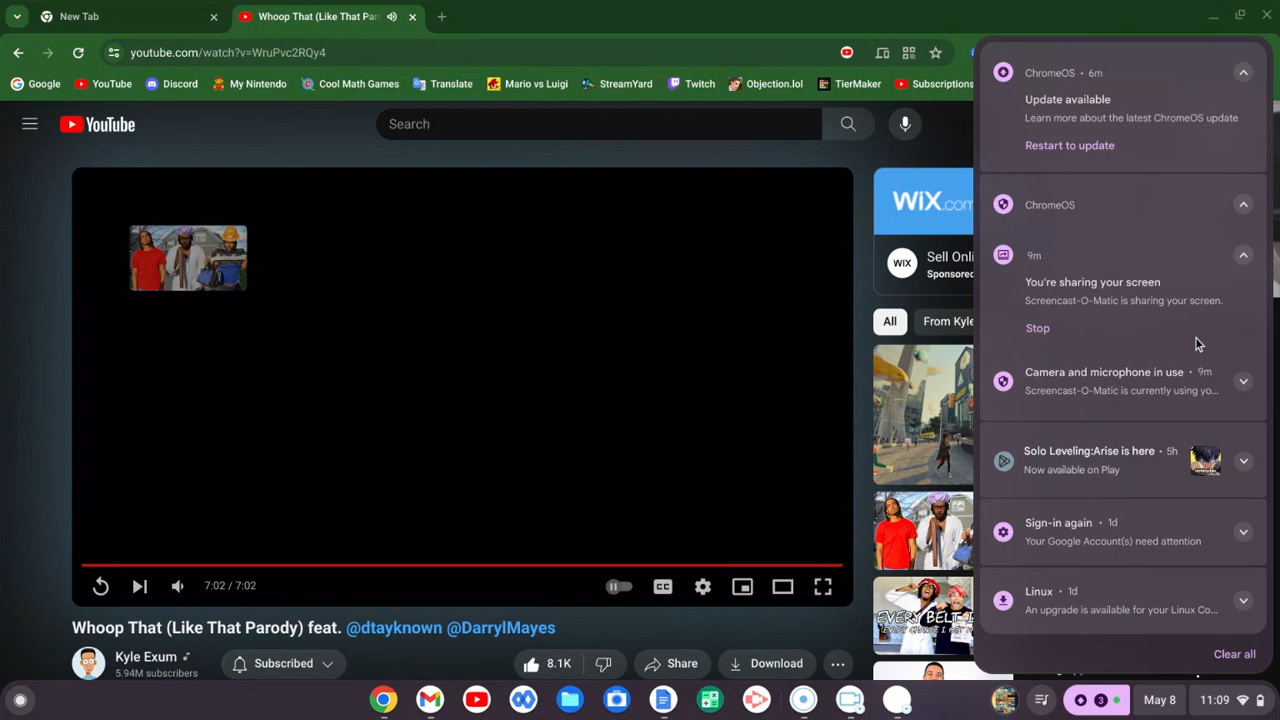 New Tab
Whoop That (Like That Par
youtube.com/watch?v=WruPvc2RQy4
Google
YouTube
Discord
My Nintendo
Cool Math Games
Translate
Mario vs Luigi
StreamYard
Twitch
Objection.lol
TierMaker
Subscriptions
YouTube
Search
WiX.com
WIX
Sell Onli
Sponsored
All
From Kyle
EVERY BELT I
7:02 / 7:02
CC
Whoop That (Like That Parody) feat. @dtayknown @DarrylMayes
Kyle Exum
5.94M subscribers
Subscribed
8.1K
Share
Download
ChromeOS • 6m
Update available
Learn more about the latest ChromeOS update
Restart to update
ChromeOS
9m
You're sharing your screen
Screencast-O-Matic is sharing your screen.
Stop
Camera and microphone in use • 9m
Screencast-O-Matic is currently using yo...
Solo Leveling:Arise is here • 5h
Now available on Play
Sign-in again • 1d
Your Google Account(s) need attention
Linux • 1d
An upgrade is available for your Linux Co...
Clear all
3
May 8
11:09